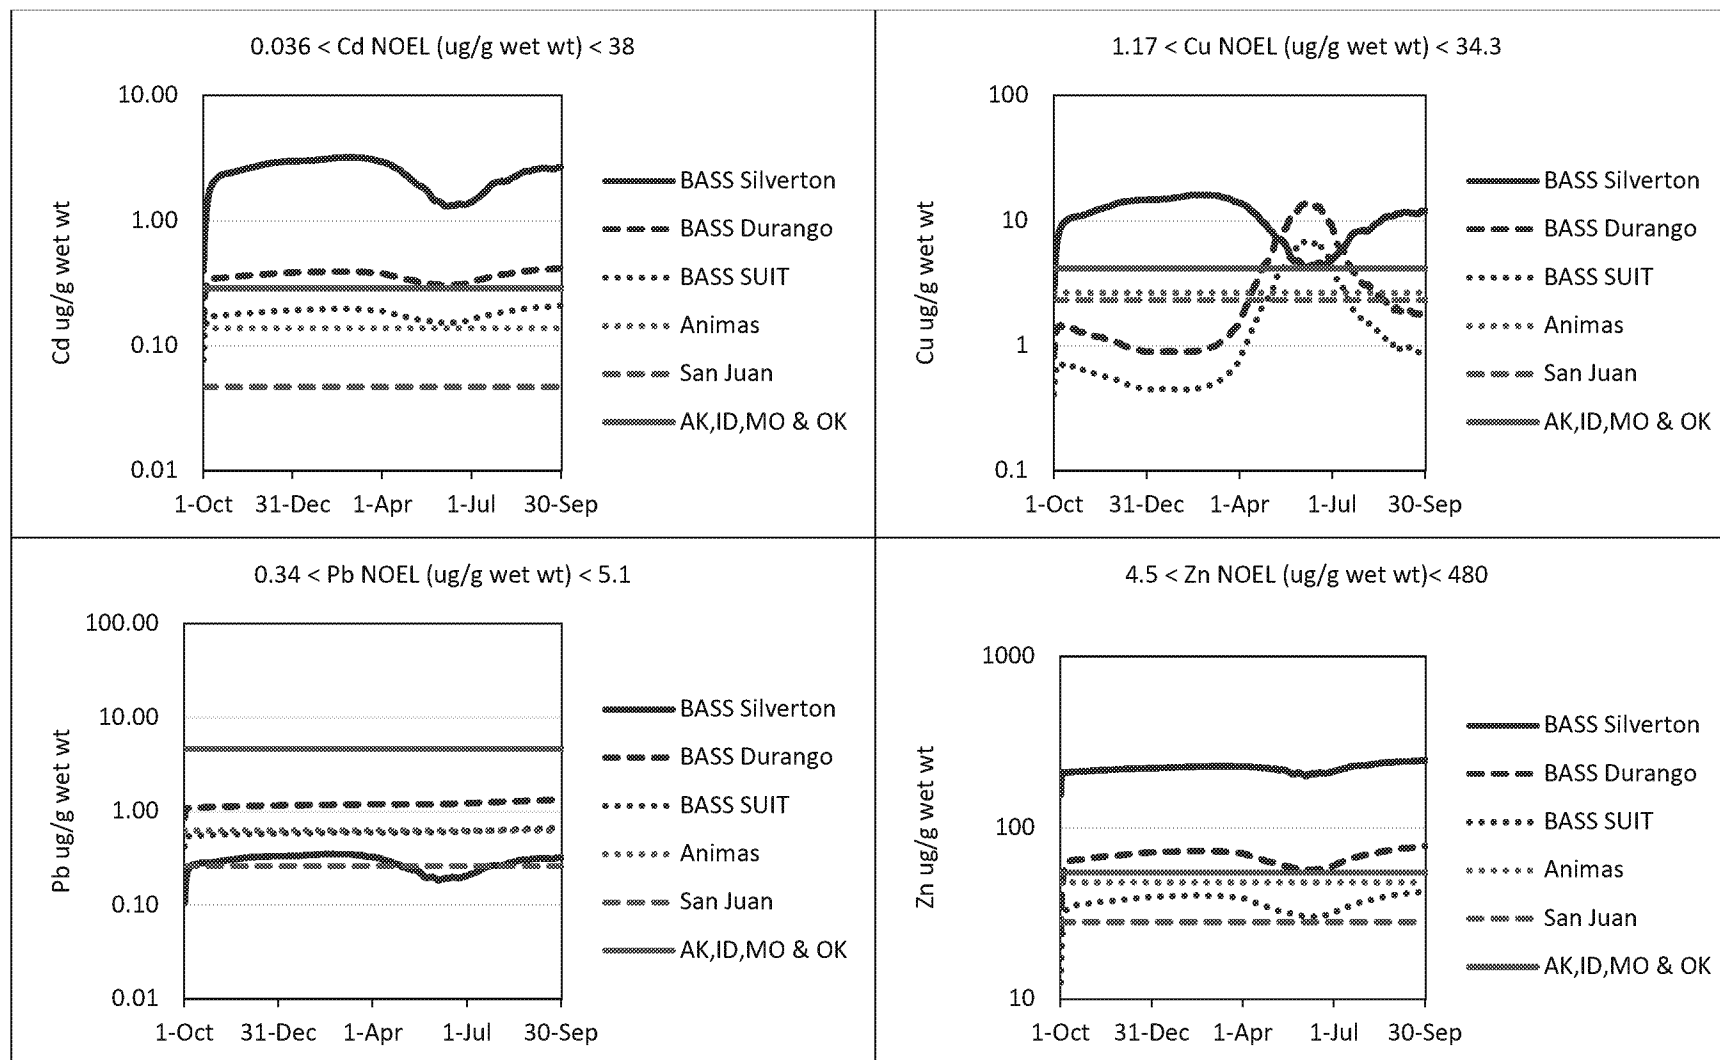 0.036 < Cd NOEL (ug/g wet wt) < 38
Cd ug/g wet wt
10.00
1.00
0.10
0.01
1-Oct 31-Dec 1-Apr 1-Jul 30-Sep
BASS Silverton
BASS Durango
BASS SUIT
Animas
San Juan
AK,ID,MO & OK
1.17 < Cu NOEL (ug/g wet wt) < 34.3
Cu ug/g wet wt
100
10
1
0.1
1-Oct 31-Dec 1-Apr 1-Jul 30-Sep
BASS Silverton
BASS Durango
BASS SUIT
Animas
San Juan
AK,ID,MO & OK
0.34 < Pb NOEL (ug/g wet wt) < 5.1
Pb ug/g wet wt
100.00
10.00
1.00
0.10
0.01
1-Oct 31-Dec 1-Apr 1-Jul 30-Sep
BASS Silverton
BASS Durango
BASS SUIT
Animas
San Juan
AK,ID,MO & OK
4.5 < Zn NOEL (ug/g wet wt)< 480
Zn ug/g wet wt
1000
100
10
1-Oct 31-Dec 1-Apr 1-Jul 30-Sep
BASS Silverton
BASS Durango
BASS SUIT
Animas
San Juan
AK,ID,MO & OK